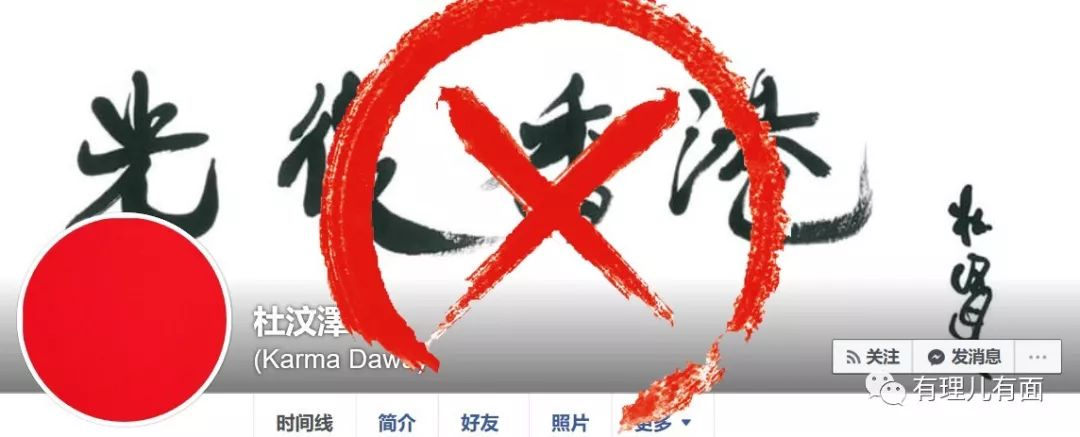 光復香港
杜汶澤
(Karma Dawa)
关注
发消息
有理儿有面
时间线 简介 好友 照片 更多